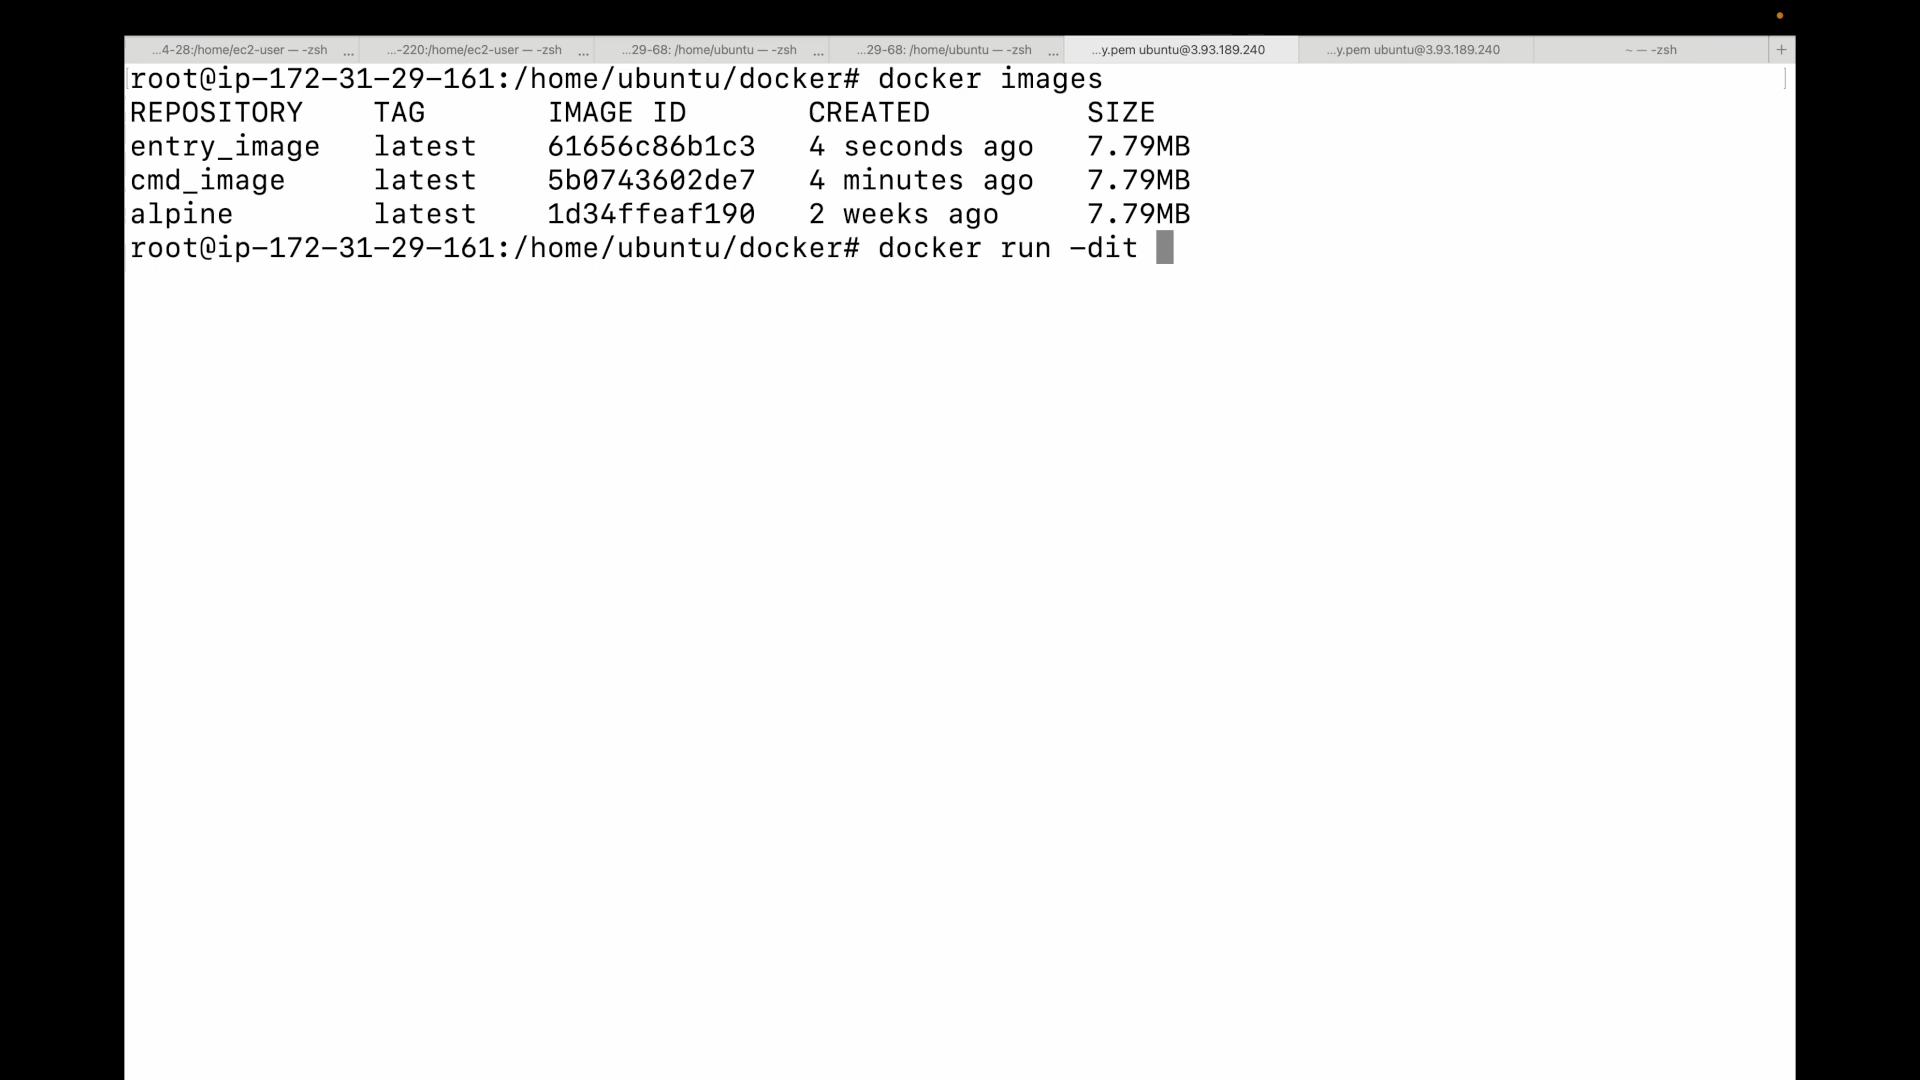 ...4-28:/home/ec2-user — -zsh ... ...-220:/home/ec2-user — -zsh ... ...29-68: /home/ubuntu — -zsh ... ...29-68: /home/ubuntu — -zsh ... ...y.pem ubuntu@3.93.189.240 ...y.pem ubuntu@3.93.189.240 ~ — -zsh +
root@ip-172-31-29-161:/home/ubuntu/docker# docker images
REPOSITORY TAG IMAGE ID CREATED SIZE
entry_image latest 61656c86b1c3 4 seconds ago 7.79MB
cmd_image latest 5b0743602de7 4 minutes ago 7.79MB
alpine latest 1d34ffeaf190 2 weeks ago 7.79MB
root@ip-172-31-29-161:/home/ubuntu/docker# docker run -dit